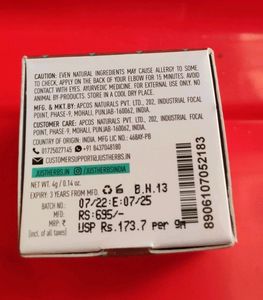 CAUTION: EVEN NATURAL INGREDIENTS MAY CAUSE ALLERGY TO SOME
TO CHECK, APPLY ON THE BACK OF YOUR ELBOW FOR 15 MINUTES. AVOID
CONTACT WITH EYES. AYURVEDIC MEDICINE. FOR EXTERNAL USE ONLY. NO
ANIMAL BY-PRODUCTS. STORE IN A COOL DRY PLACE.
MFG. & MKT.BY: APCOS NATURALS PVT. LTD., 202, INDUSTRIAL FOCAL
POINT, PHASE-9, MOHALI, PUNJAB-160062, INDIA.
CUSTOMER CARE: APCOS NATURALS PVT. LTD., 202, INDUSTRIAL FOCAL
POINT, PHASE-9, MOHALI, PUNJAB-160062, INDIA.
COUNTRY OF ORIGIN: INDIA. MFG LIC NO.: 468AY-PB
01725027145 +91 8437048180
CUSTOMERSUPPORT@JUSTHERBS.IN
JUSTHERBS.IN /JUSTHERBSINDIA
NET WT. 4g / 0.14 oz.
EXPIRY: 3 YEARS FROM MFD.
BATCH NO.: B.N.13
MFD: 07/22:E:07/25
MRP: ₹ RS:695/-
[incl. of all taxes] USP Rs.173.7 per
8906107052183